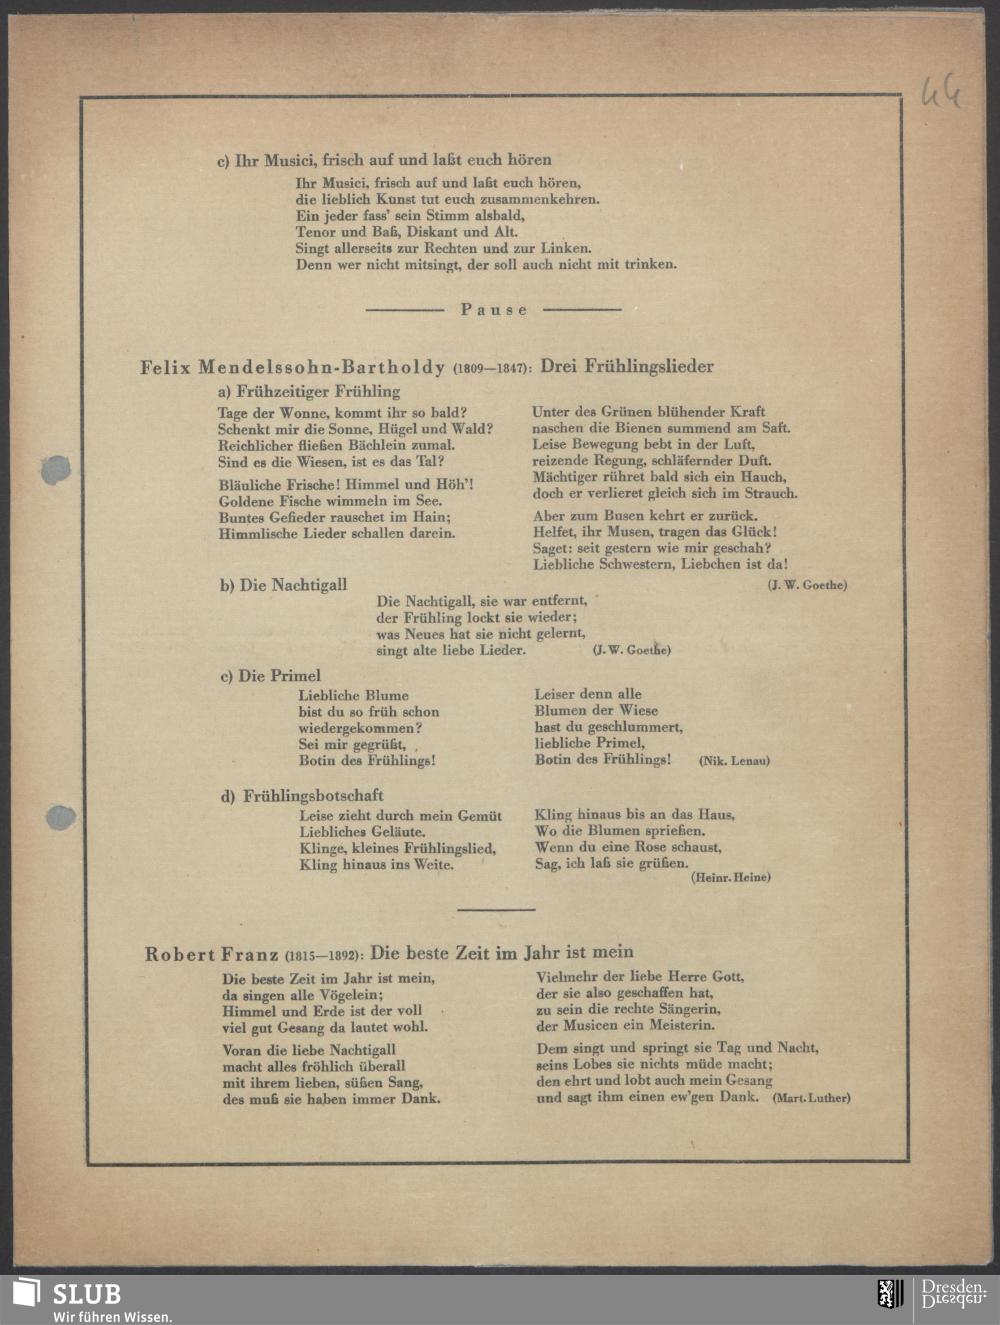 44
c) Ihr Musici, frisch auf und laßt euch hören
Ihr Musici, frisch auf und laßt euch hören,
die lieblich Kunst tut euch zusammenkehren.
Ein jeder fass' sein Stimm alsbald,
Tenor und Baß, Diskant und Alt.
Singt allerseits zur Rechten und zur Linken.
Denn wer nicht mitsingt, der soll auch nicht mit trinken.
Pause
Felix Mendelssohn-Bartholdy (1809—1847): Drei Frühlingslieder
a) Frühzeitiger Frühling
Tage der Wonne, kommt ihr so bald?
Schenkt mir die Sonne, Hügel und Wald?
Reichlicher fließen Bächlein zumal.
Sind es die Wiesen, ist es das Tal?
Bläuliche Frische! Himmel und Höh'!
Goldene Fische wimmeln im See.
Buntes Gefieder rauschet im Hain;
Himmlische Lieder schallen darein.
Unter des Grünen blühender Kraft
naschen die Bienen summend am Saft.
Leise Bewegung bebt in der Luft,
reizende Regung, schläfernder Duft.
Mächtiger rühret bald sich ein Hauch,
doch er verlieret gleich sich im Strauch.
Aber zum Busen kehrt er zurück.
Helfet, ihr Musen, tragen das Glück!
Saget: seit gestern wie mir geschah?
Liebliche Schwestern, Liebchen ist da!
(J. W. Goethe)
b) Die Nachtigall
Die Nachtigall, sie war entfernt,
der Frühling lockt sie wieder;
was Neues hat sie nicht gelernt,
singt alte liebe Lieder. (J. W. Goethe)
c) Die Primel
Liebliche Blume
bist du so früh schon
wiedergekommen?
Sei mir gegrüßt,
Botin des Frühlings!
Leiser denn alle
Blumen der Wiese
hast du geschlummert,
liebliche Primel,
Botin des Frühlings! (Nik. Lenau)
d) Frühlingsbotschaft
Leise zieht durch mein Gemüt
Liebliches Geläute.
Klinge, kleines Frühlingslied,
Kling hinaus ins Weite.
Kling hinaus bis an das Haus,
Wo die Blumen sprießen.
Wenn du eine Rose schaust,
Sag, ich laß sie grüßen.
(Heinr. Heine)
Robert Franz (1815—1892): Die beste Zeit im Jahr ist mein
Die beste Zeit im Jahr ist mein,
da singen alle Vögelein;
Himmel und Erde ist der voll
viel gut Gesang da lautet wohl.
Voran die liebe Nachtigall
macht alles fröhlich überall
mit ihrem lieben, süßen Sang,
des muß sie haben immer Dank.
Vielmehr der liebe Herre Gott,
der sie also geschaffen hat,
zu sein die rechte Sängerin,
der Musicen ein Meisterin.
Dem singt und springt sie Tag und Nacht,
seins Lobes sie nichts müde macht;
den ehrt und lobt auch mein Gesang
und sagt ihm einen ew'gen Dank. (Mart. Luther)
SLUB
Wir führen Wissen.
Dresden.
Dresden.